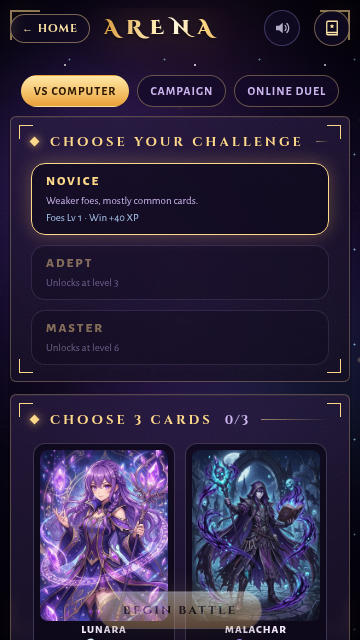 ← HOME
ARENA
VS COMPUTER
CAMPAIGN
ONLINE DUEL
CHOOSE YOUR CHALLENGE
NOVICE
Weaker foes, mostly common cards.
Foes Lv 1 · Win +40 XP
ADEPT
Unlocks at level 3
MASTER
Unlocks at level 6
CHOOSE 3 CARDS 0/3
BEGIN BATTLE
LUNARA
MALACHAR